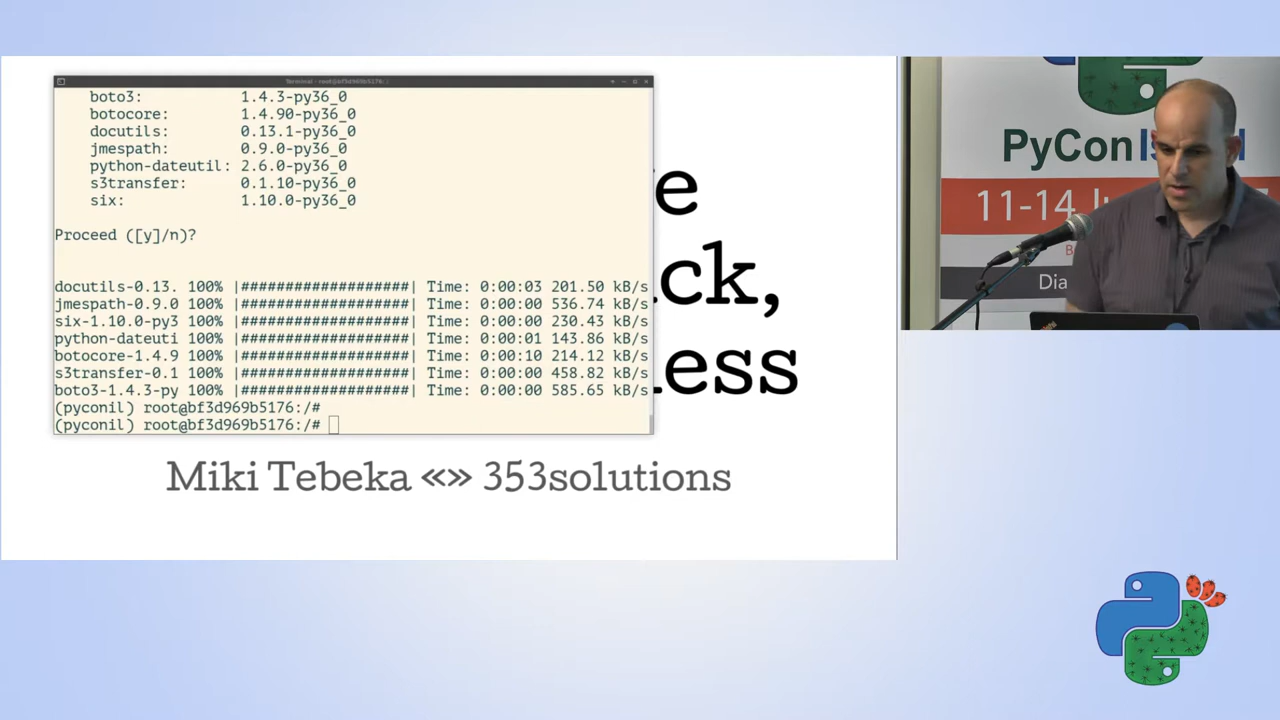 Terminal - root@bf3d969b5176: :
boto3: 1.4.3-py36_0
botocore: 1.4.90-py36_0
docutils: 0.13.1-py36_0
jmespath: 0.9.0-py36_0
python-dateutil: 2.6.0-py36_0
s3transfer: 0.1.10-py36_0
six: 1.10.0-py36_0
Proceed ([y]/n)?
docutils-0.13. 100% |###################| Time: 0:00:03 201.50 kB/s
jmespath-0.9.0 100% |###################| Time: 0:00:00 536.74 kB/s
six-1.10.0-py3 100% |###################| Time: 0:00:00 230.43 kB/s
python-dateuti 100% |###################| Time: 0:00:01 143.86 kB/s
botocore-1.4.9 100% |###################| Time: 0:00:10 214.12 kB/s
s3transfer-0.1 100% |###################| Time: 0:00:00 458.82 kB/s
boto3-1.4.3-py 100% |###################| Time: 0:00:00 585.65 kB/s
(pyconil) root@bf3d969b5176:/#
(pyconil) root@bf3d969b5176:/#
e
ck,
ess
Miki Tebeka «» 353solutions
PyCon Is
11-14 Ju
Dia